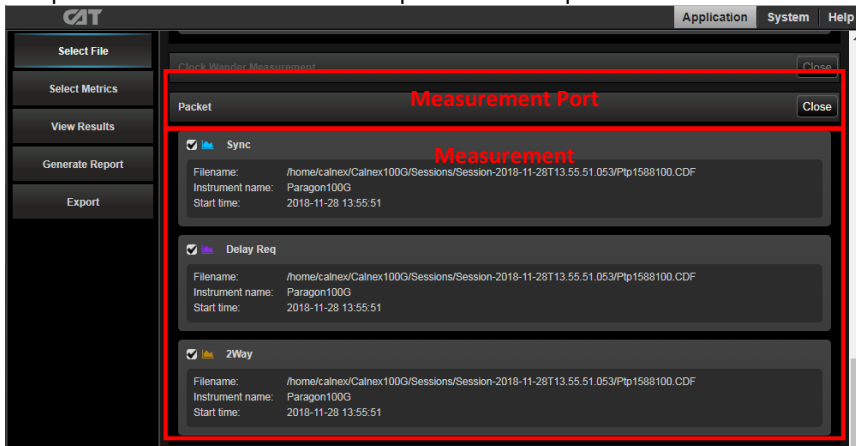 CAT
Application System Help
Select File
Select Metrics
View Results
Generate Report
Export
Clock Wander Measurement Close
Measurement Port
Packet Close
Measurement
Sync
Filename: /home/calnex/Calnex100G/Sessions/Session-2018-11-28T13.55.51.053/Ptp1588100.CDF
Instrument name: Paragon100G
Start time: 2018-11-28 13:55:51
Delay Req
Filename: /home/calnex/Calnex100G/Sessions/Session-2018-11-28T13.55.51.053/Ptp1588100.CDF
Instrument name: Paragon100G
Start time: 2018-11-28 13:55:51
2Way
Filename: /home/calnex/Calnex100G/Sessions/Session-2018-11-28T13.55.51.053/Ptp1588100.CDF
Instrument name: Paragon100G
Start time: 2018-11-28 13:55:51